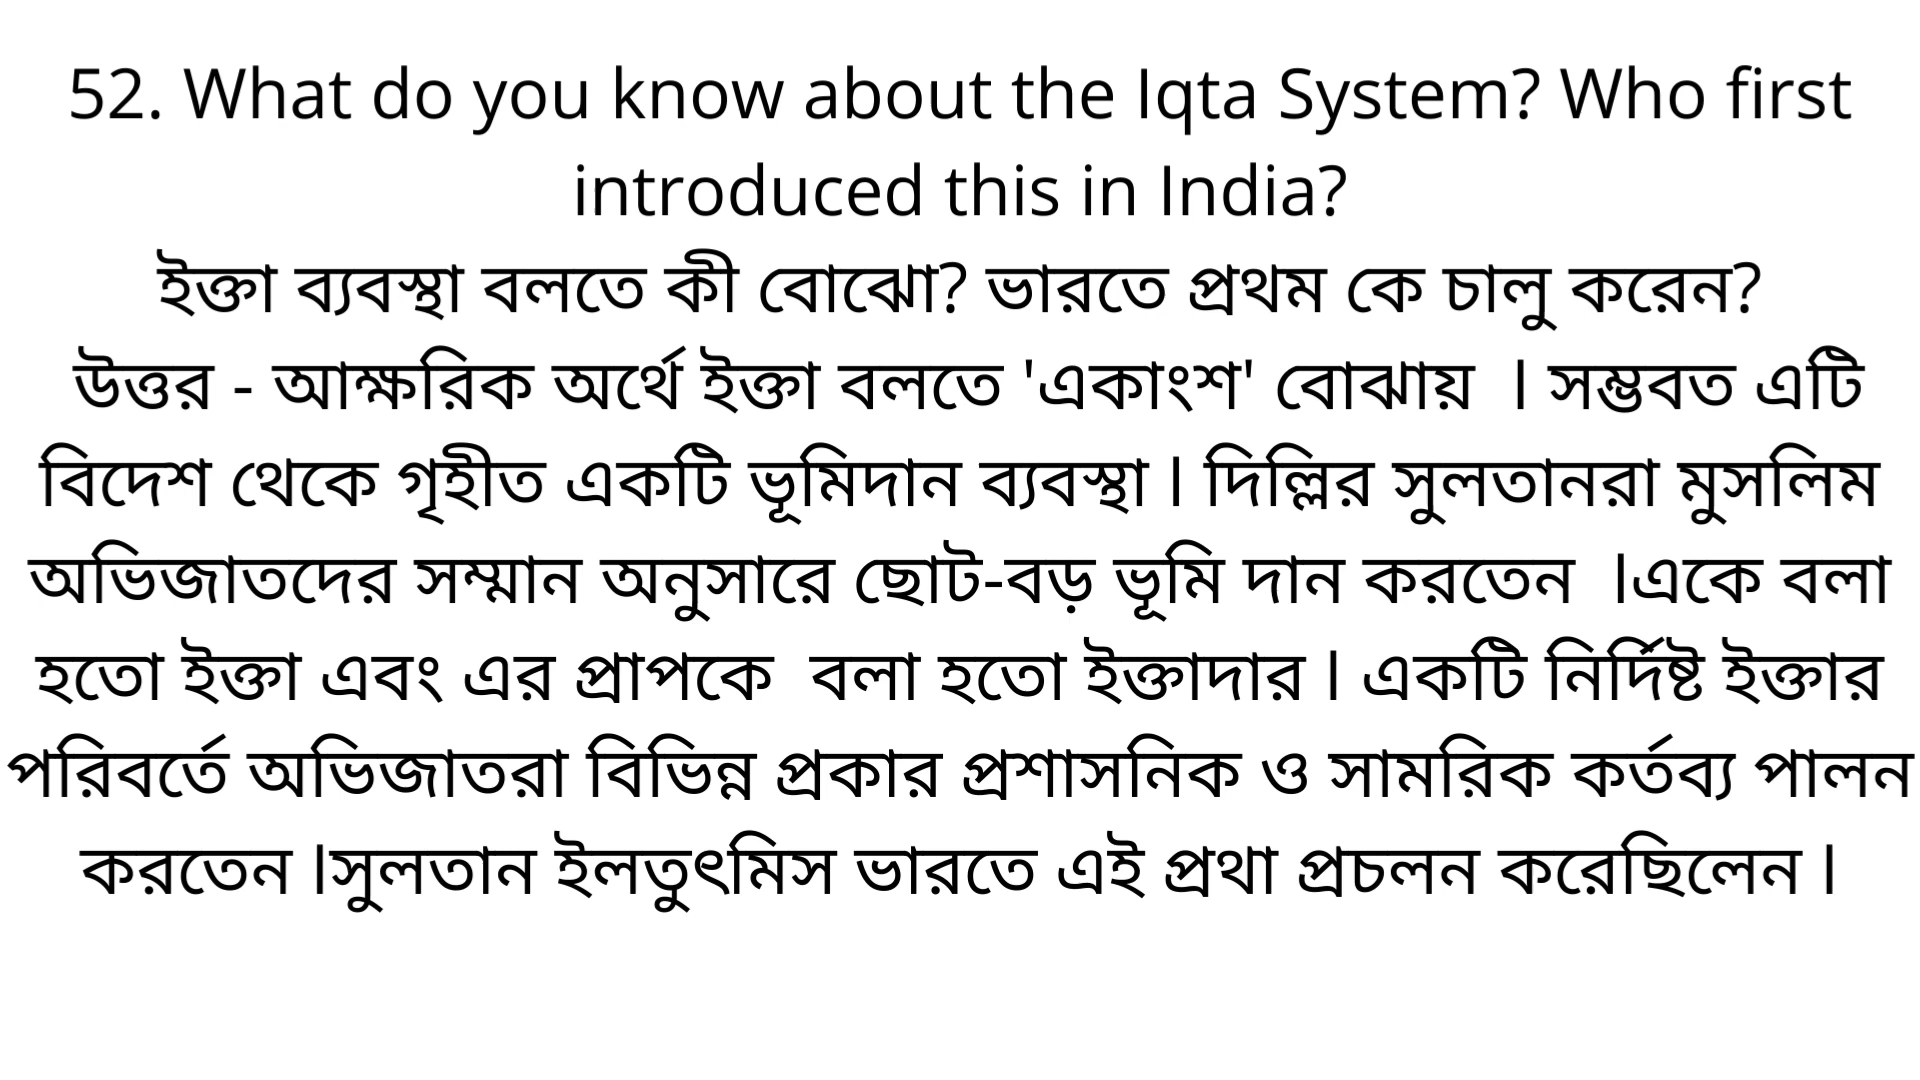 52. What do you know about the Iqta System? Who first
introduced this in India?
ইক্তা ব্যবস্থা বলতে কী বোঝো? ভারতে প্রথম কে চালু করেন?
উত্তর - আক্ষরিক অর্থে ইক্তা বলতে 'একাংশ' বোঝায় । সম্ভবত এটি
বিদেশ থেকে গৃহীত একটি ভূমিদান ব্যবস্থা। দিল্লির সুলতানরা মুসলিম
অভিজাতদের সম্মান অনুসারে ছোট-বড় ভূমি দান করতেন ।একে বলা
হতো ইক্তা এবং এর প্রাপকে বলা হতো ইক্তাদার। একটি নির্দিষ্ট ইক্তার
পরিবর্তে অভিজাতরা বিভিন্ন প্রকার প্রশাসনিক ও সামরিক কর্তব্য পালন
করতেন ।সুলতান ইলতুৎমিস ভারতে এই প্রথা প্রচলন করেছিলেন।